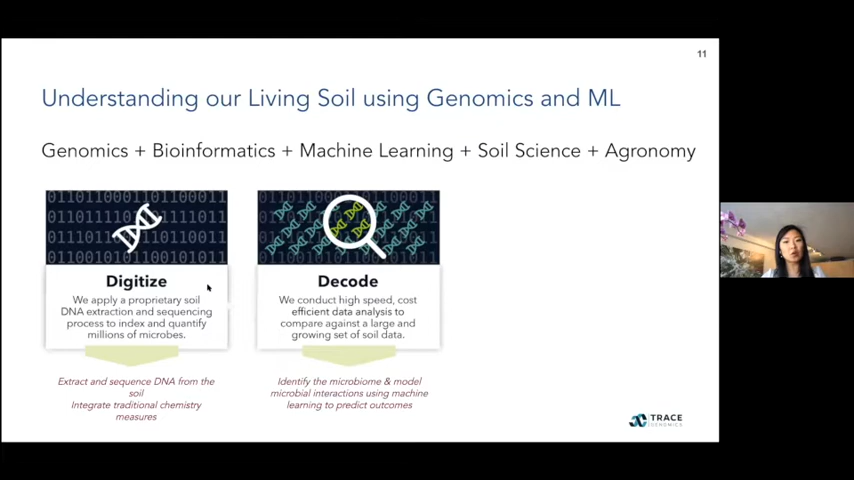 11
Understanding our Living Soil using Genomics and ML
Genomics + Bioinformatics + Machine Learning + Soil Science + Agronomy
Digitize
We apply a proprietary soil
DNA extraction and sequencing
process to index and quantify
millions of microbes.
Extract and sequence DNA from the
soil
Integrate traditional chemistry
measures
Decode
We conduct high speed, cost
efficient data analysis to
compare against a large and
growing set of soil data.
Identify the microbiome & model
microbial interactions using machine
learning to predict outcomes
TRACE
GENOMICS